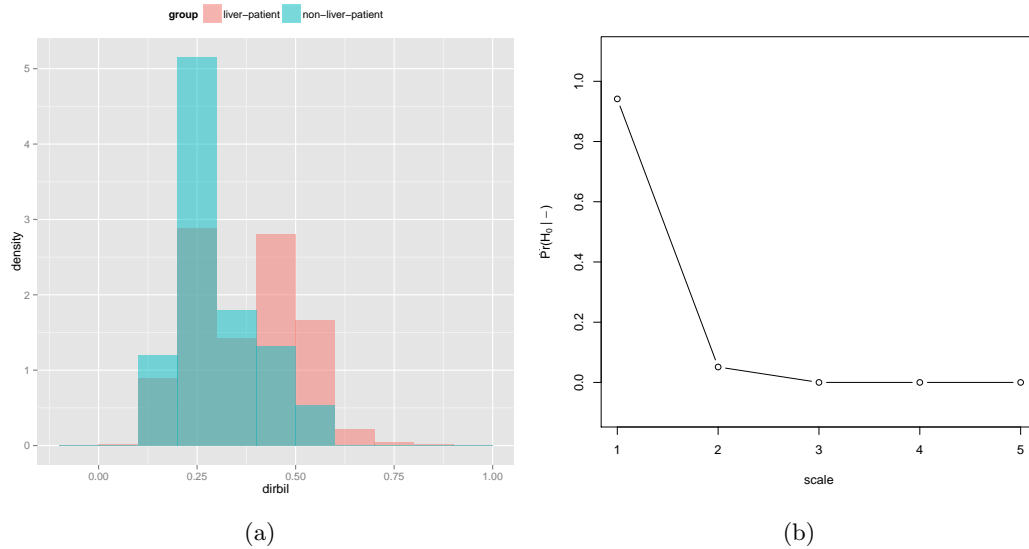 group liver-patient non-liver-patient
5
4
3
2
1
0
density
0.00 0.25 0.50 0.75 1.00
dirbil
(a)
1.0
0.8
0.6
0.4
0.2
0.0
P̂r(H₀ | −)
1 2 3 4 5
scale
(b)